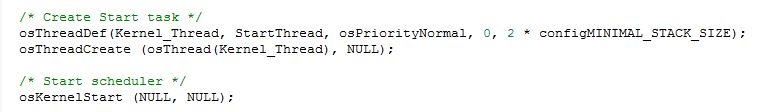 /* Create Start task */
osThreadDef(Kernel_Thread, StartThread, osPriorityNormal, 0, 2 * configMINIMAL_STACK_SIZE);
osThreadCreate (osThread(Kernel_Thread), NULL);
/* Start scheduler */
osKernelStart (NULL, NULL);